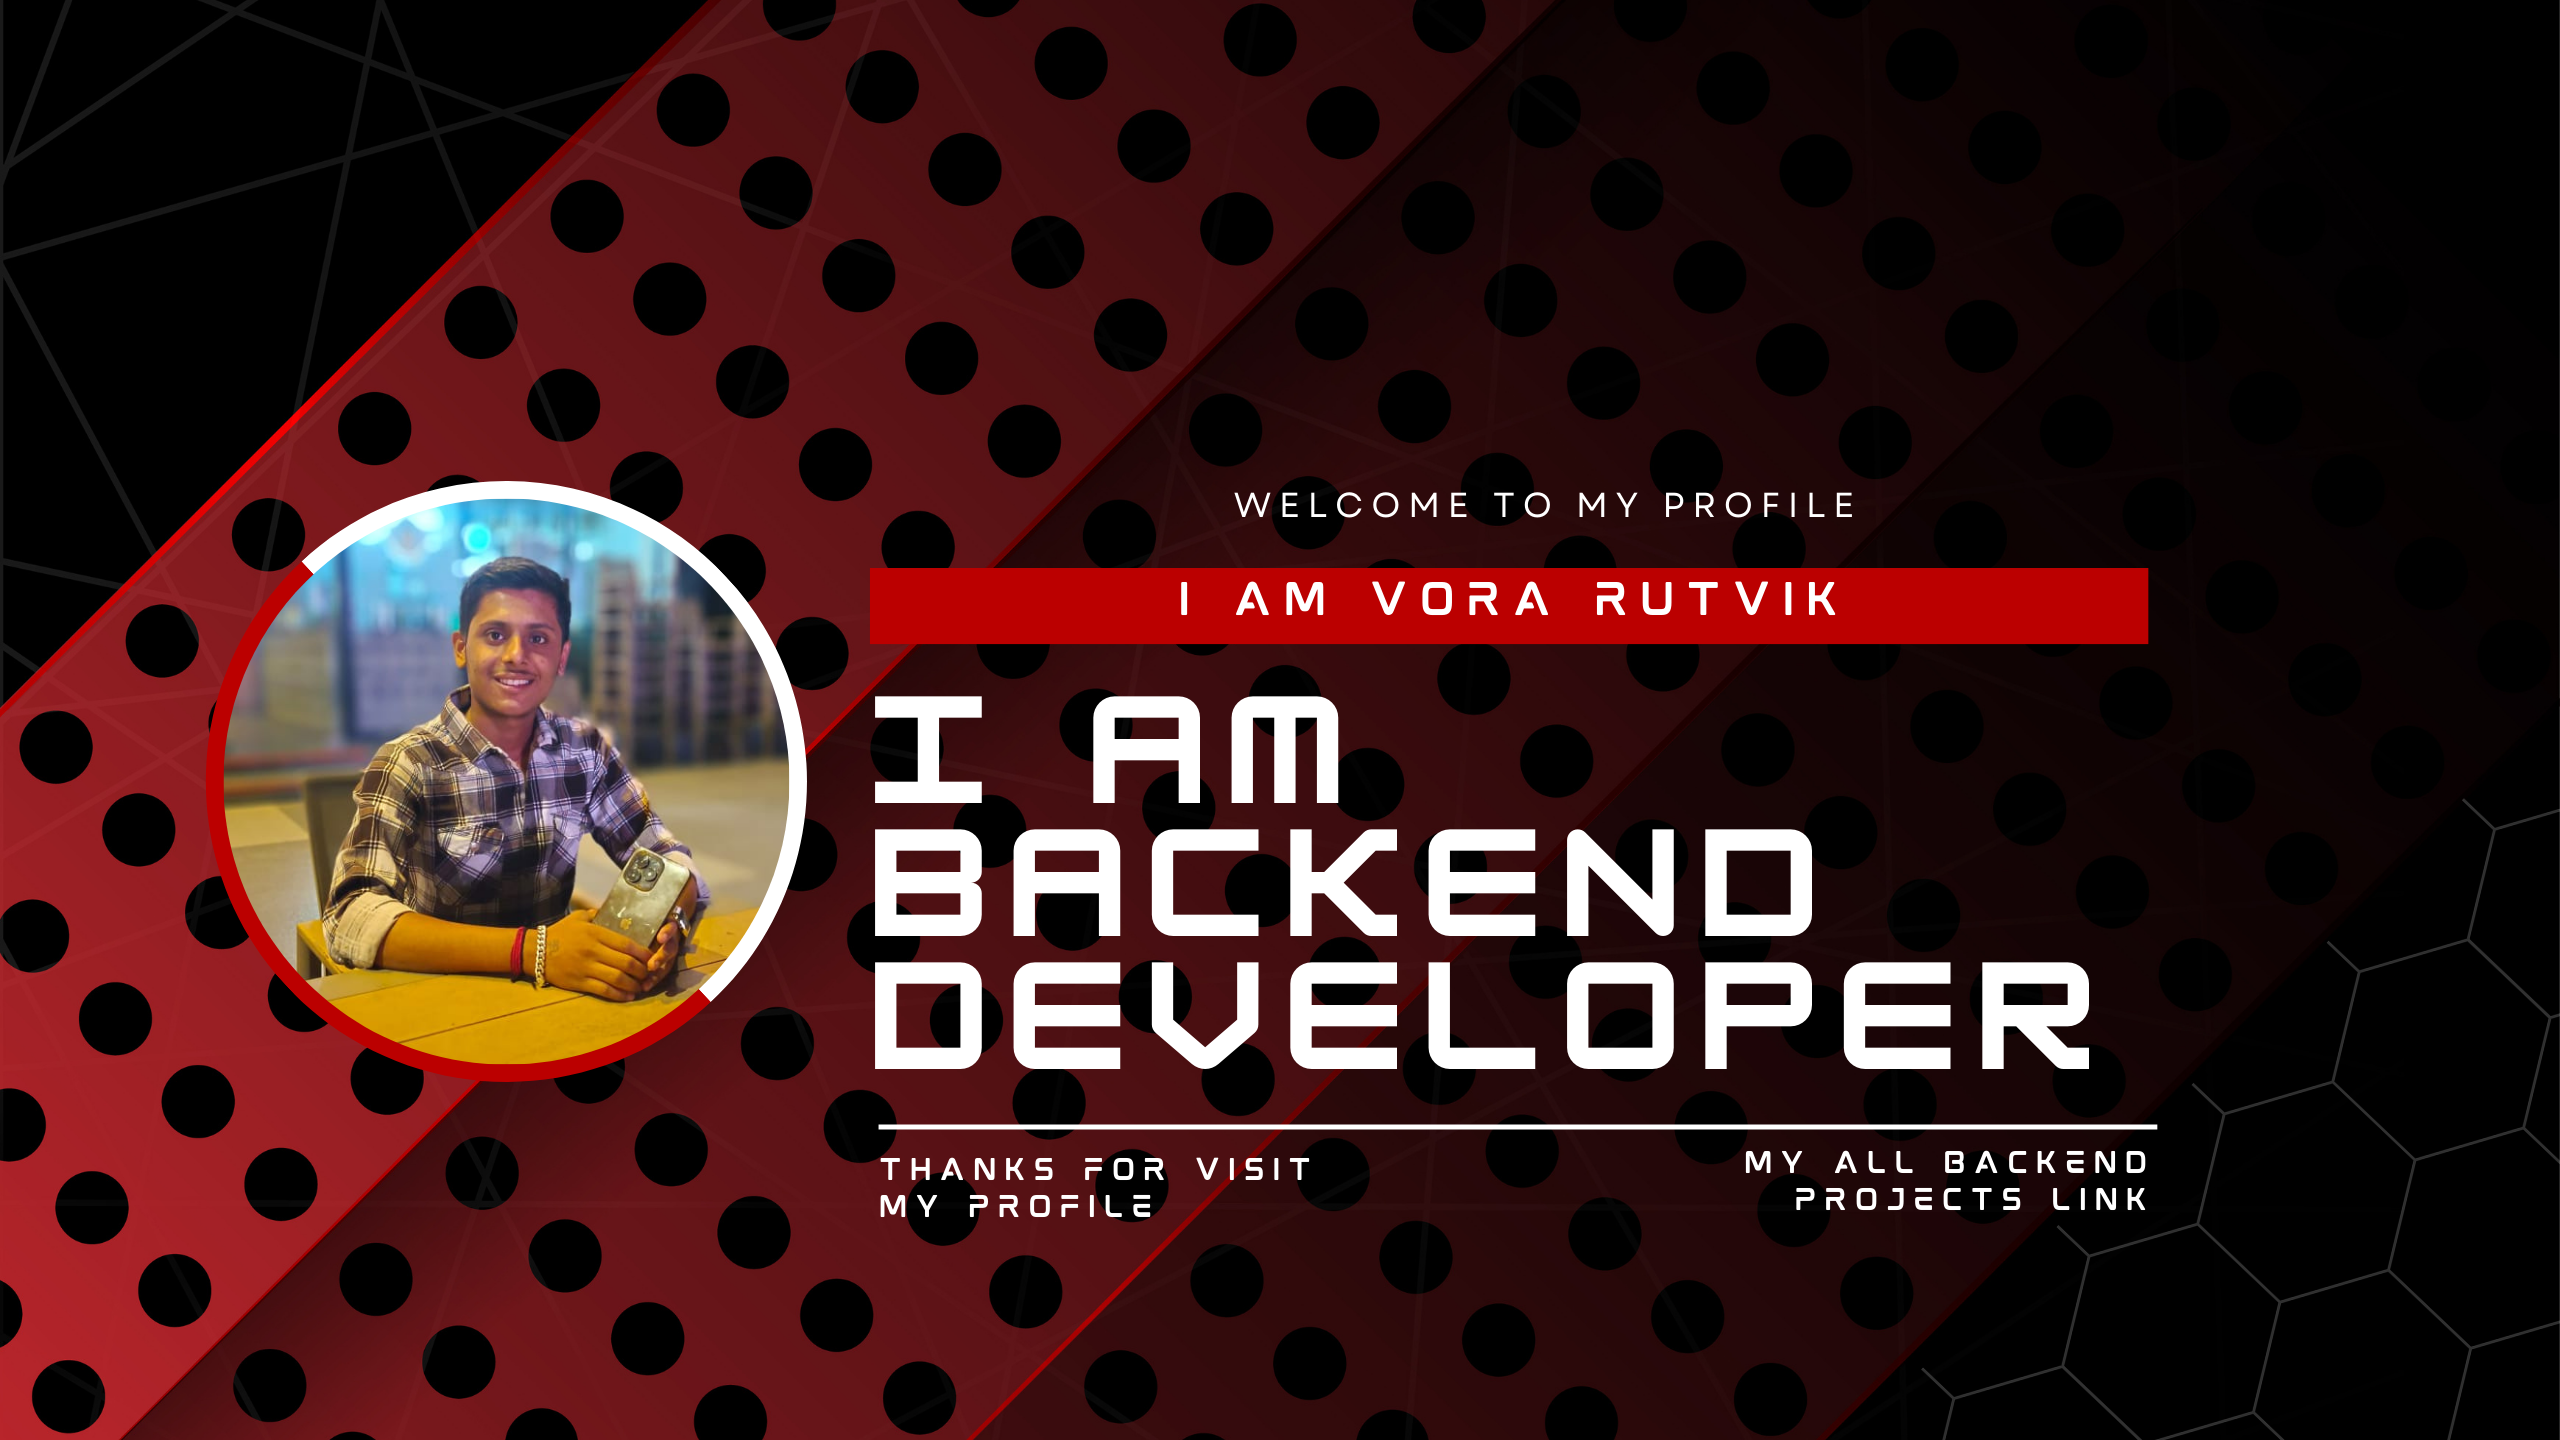 WELCOME TO MY PROFILE
I AM VORA RUTVIK
I AM
BACKEND
DEVELOPER
THANKS FOR VISIT
MY PROFILE
MY ALL BACKEND
PROJECTS LINK